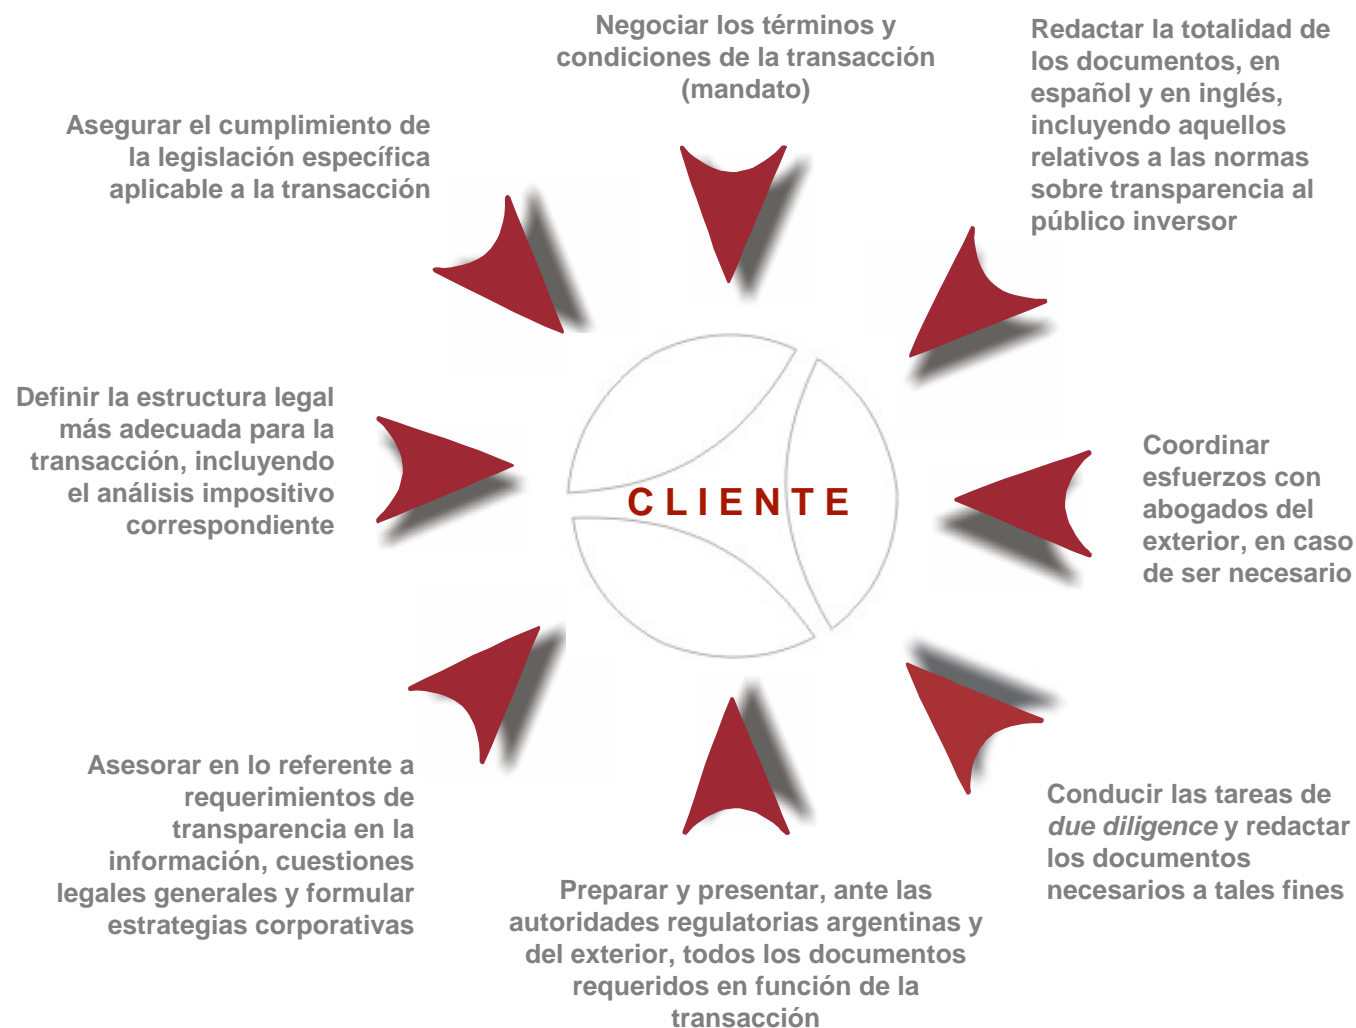 Negociar los términos y
condiciones de la transacción
(mandato)
Redactar la totalidad de
los documentos, en
español y en inglés,
incluyendo aquellos
relativos a las normas
sobre transparencia al
público inversor
Asegurar el cumplimiento de
la legislación específica
aplicable a la transacción
Definir la estructura legal
más adecuada para la
transacción, incluyendo
el análisis impositivo
correspondiente
CLIENTE
Coordinar
esfuerzos con
abogados del
exterior, en caso
de ser necesario
Asesorar en lo referente a
requerimientos de
transparencia en la
información, cuestiones
legales generales y formular
estrategias corporativas
Conducir las tareas de
due diligence y redactar
los documentos
necesarios a tales fines
Preparar y presentar, ante las
autoridades regulatorias argentinas y
del exterior, todos los documentos
requeridos en función de la
transacción